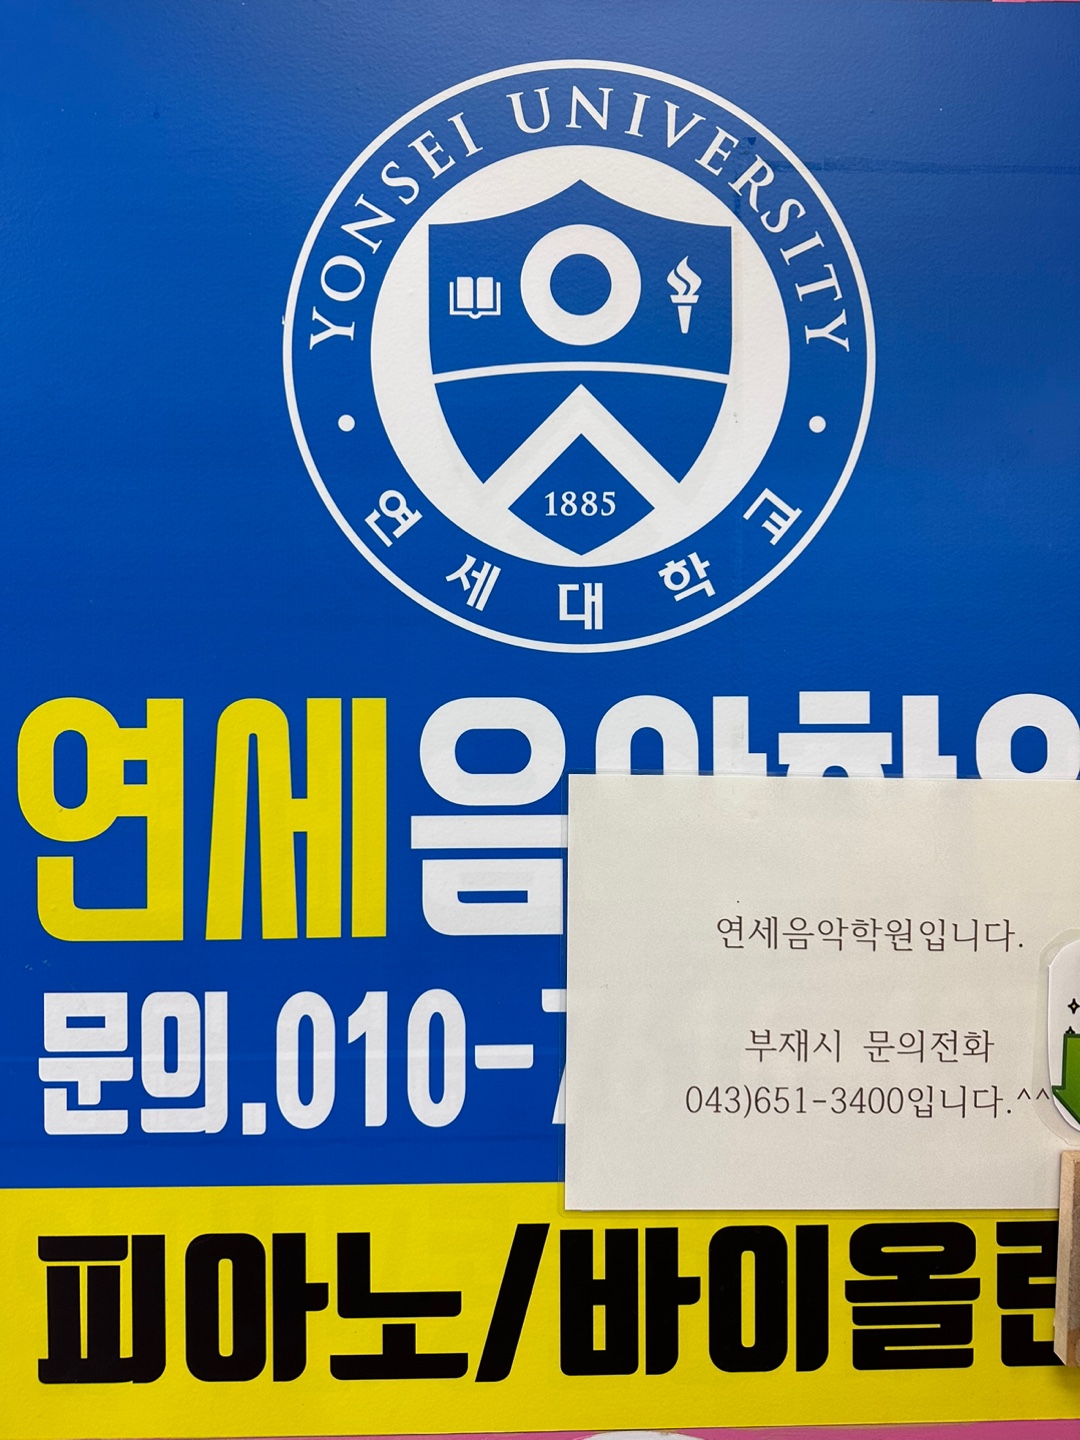 YONSEI UNIVERSITY
1885
연세대학교
연세음악학원
문의.010-7
연세음악학원입니다.
부재시 문의전화
043)651-3400입니다.^^
피아노/바이올린